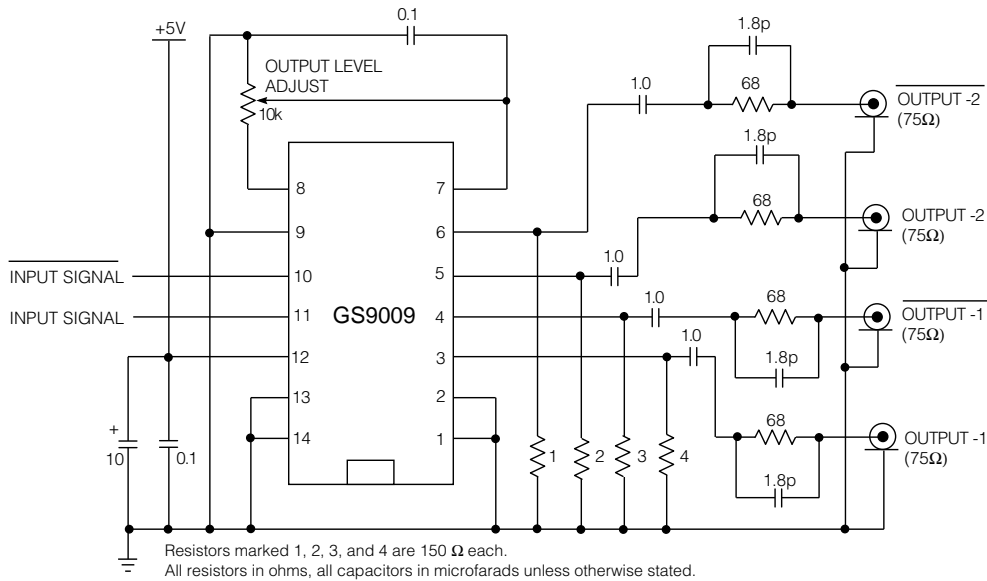 +5V
0.1
OUTPUT LEVEL
ADJUST
10k
1.8p
68
1.0
OUTPUT -2
(75Ω)
1.8p
68
1.0
OUTPUT -2
(75Ω)
8
7
9
6
INPUT SIGNAL
10
5
INPUT SIGNAL
11
GS9009
4
1.0
68
1.8p
OUTPUT -1
(75Ω)
12
3
1.0
68
1.8p
OUTPUT -1
(75Ω)
13
2
14
1
+
10
0.1
1
2
3
4
Resistors marked 1, 2, 3, and 4 are 150 Ω each.
All resistors in ohms, all capacitors in microfarads unless otherwise stated.